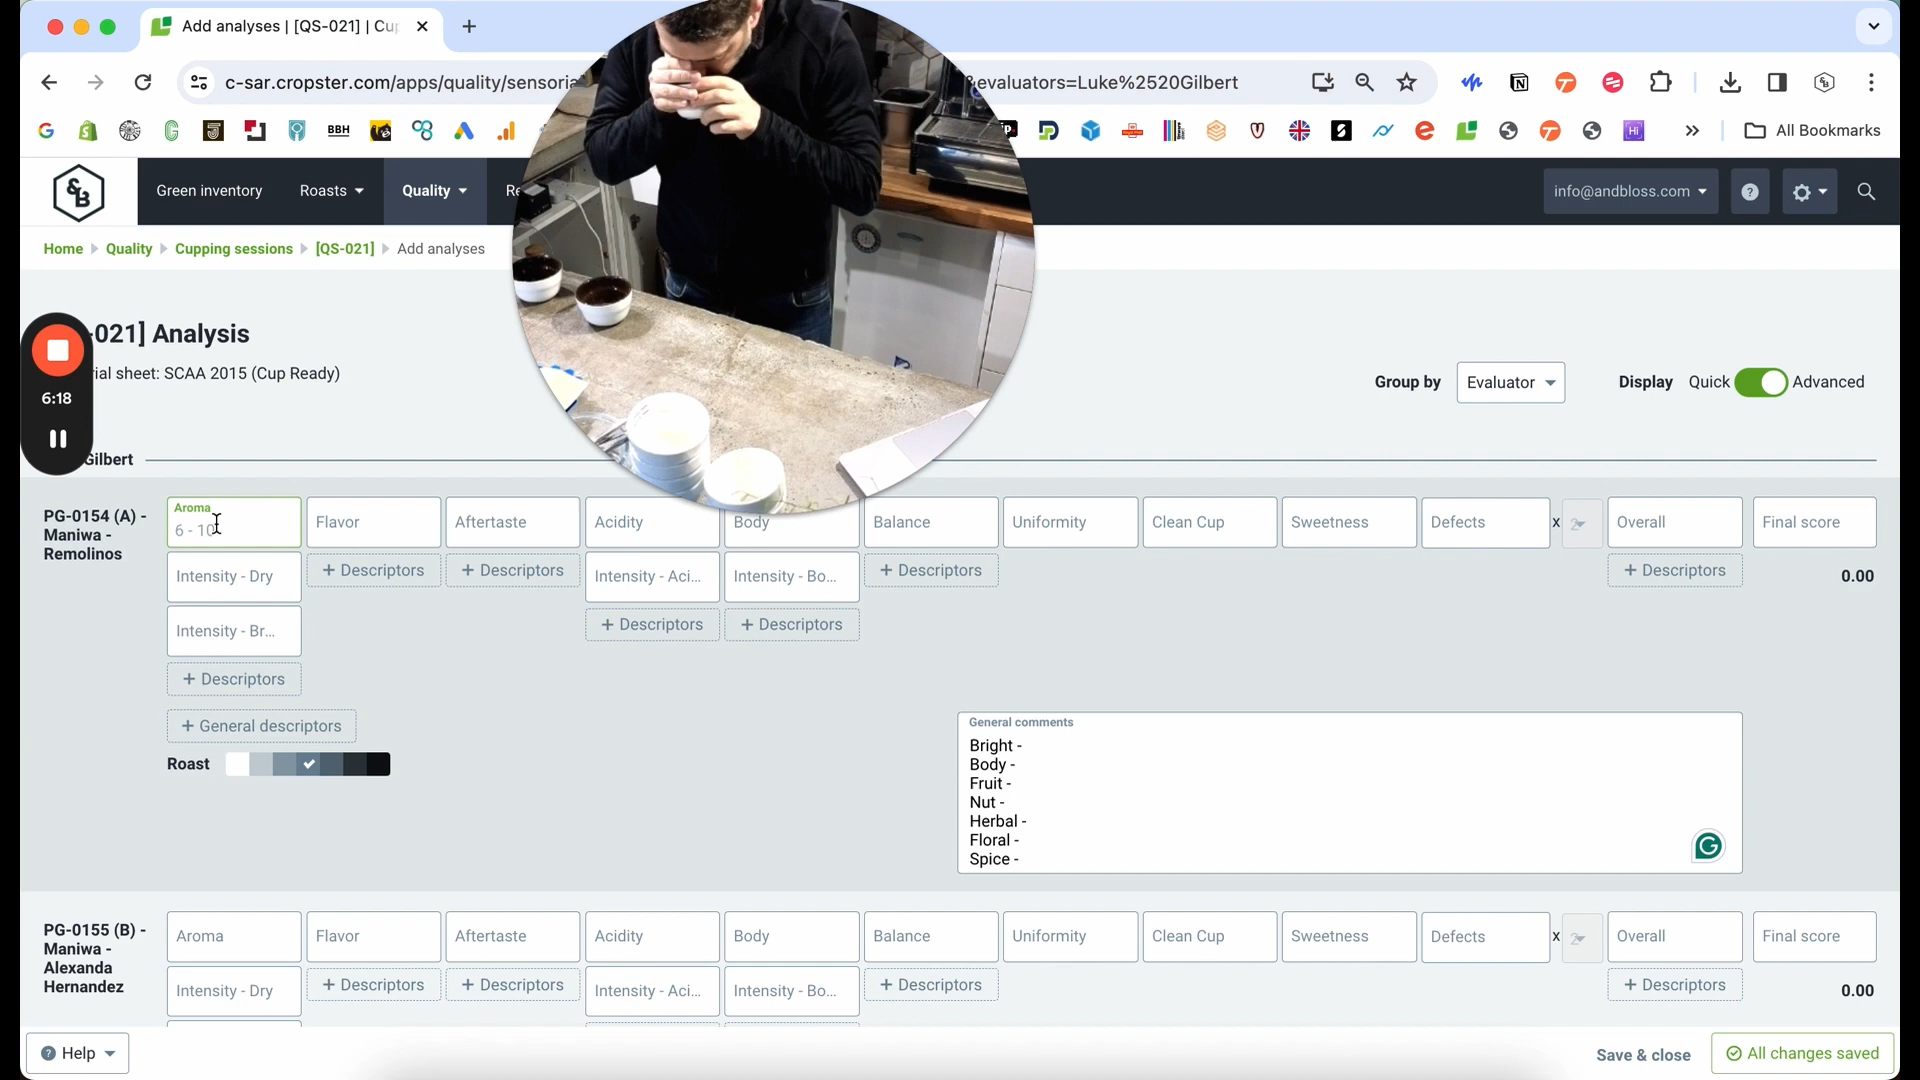 Add analyses | [QS-021] | Cup
c-sar.cropster.com/apps/quality/sensorial
&evaluators=Luke%2520Gilbert
BBH
Hi
All Bookmarks
&B
Green inventory
Roasts
Quality
Re
info@andbloss.com
Home
Quality
Cupping sessions
[QS-021]
Add analyses
-021] Analysis
rial sheet: SCAA 2015 (Cup Ready)
6:18
Group by
Evaluator
Display
Quick
Advanced
Gilbert
PG-0154 (A) -
Maniwa -
Remolinos
Aroma
6 - 10
Flavor
Aftertaste
Acidity
Body
Balance
Uniformity
Clean Cup
Sweetness
Defects
x
2
Overall
Final score
Intensity - Dry
+ Descriptors
+ Descriptors
Intensity - Aci...
Intensity - Bo...
+ Descriptors
+ Descriptors
0.00
Intensity - Br...
+ Descriptors
+ Descriptors
+ Descriptors
+ General descriptors
Roast
General comments
Bright -
Body -
Fruit -
Nut -
Herbal -
Floral -
Spice -
PG-0155 (B) -
Maniwa -
Alexanda
Hernandez
Aroma
Flavor
Aftertaste
Acidity
Body
Balance
Uniformity
Clean Cup
Sweetness
Defects
x
2
Overall
Final score
Intensity - Dry
+ Descriptors
+ Descriptors
Intensity - Aci...
Intensity - Bo...
+ Descriptors
+ Descriptors
0.00
Help
Save & close
All changes saved